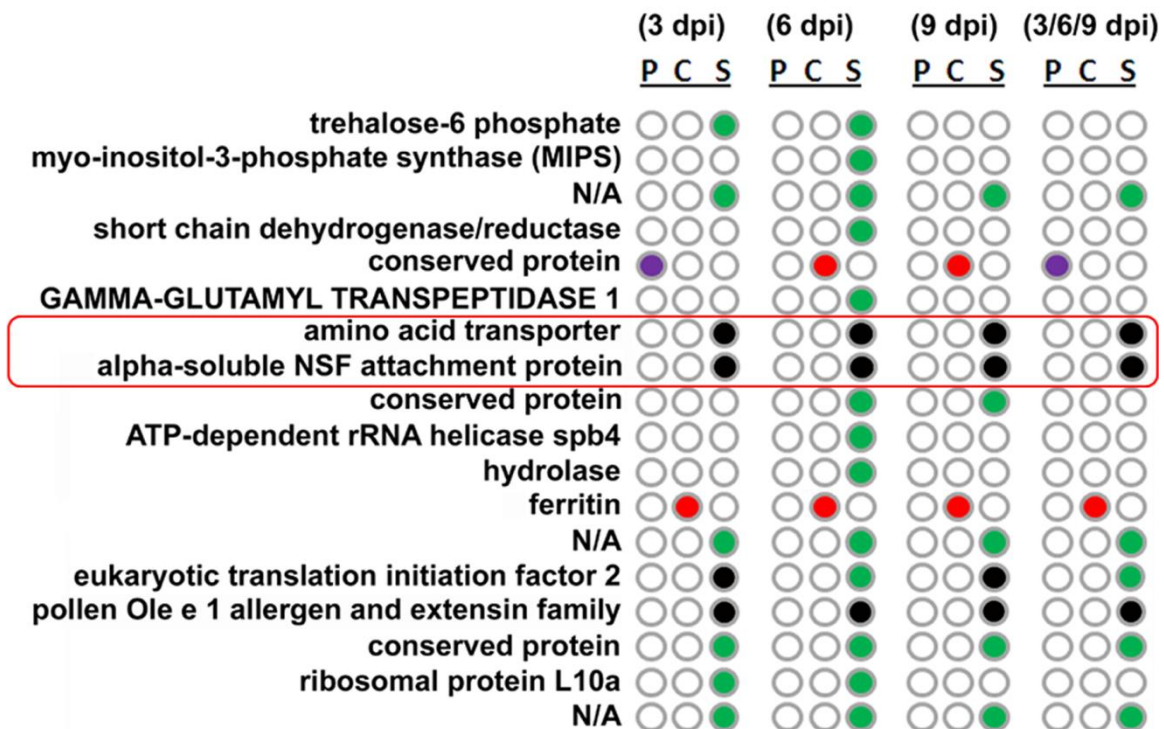 (3 dpi) (6 dpi) (9 dpi) (3/6/9 dpi)
P C S P C S P C S P C S
trehalose-6 phosphate
myo-inositol-3-phosphate synthase (MIPS)
N/A
short chain dehydrogenase/reductase
conserved protein
GAMMA-GLUTAMYL TRANSPEPTIDASE 1
amino acid transporter
alpha-soluble NSF attachment protein
conserved protein
ATP-dependent rRNA helicase spb4
hydrolase
ferritin
N/A
eukaryotic translation initiation factor 2
pollen Ole e 1 allergen and extensin family
conserved protein
ribosomal protein L10a
N/A